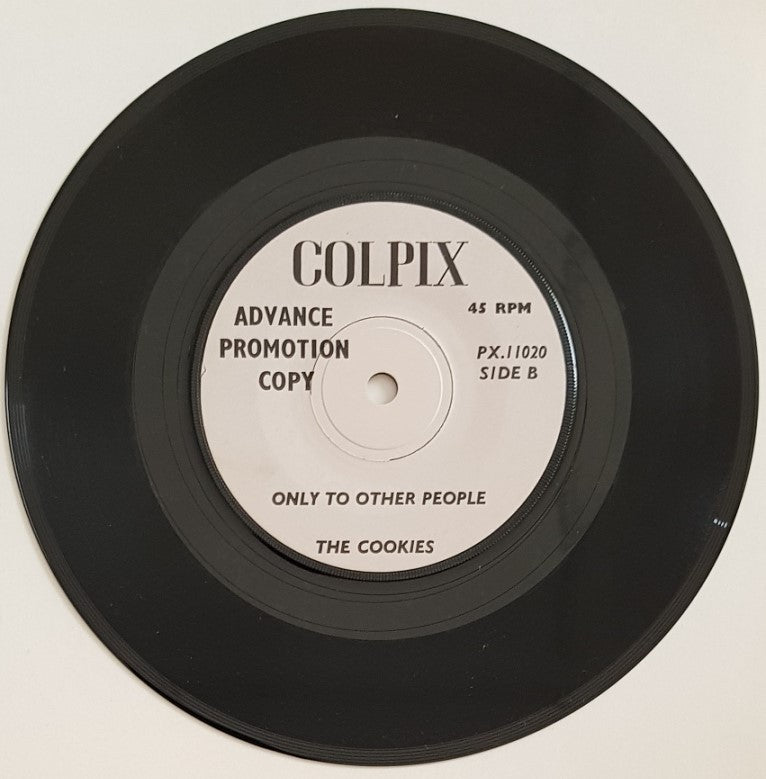 COLPIX
45 RPM
ADVANCE
PROMOTION
COPY
PX.11020
SIDE B
ONLY TO OTHER PEOPLE
THE COOKIES